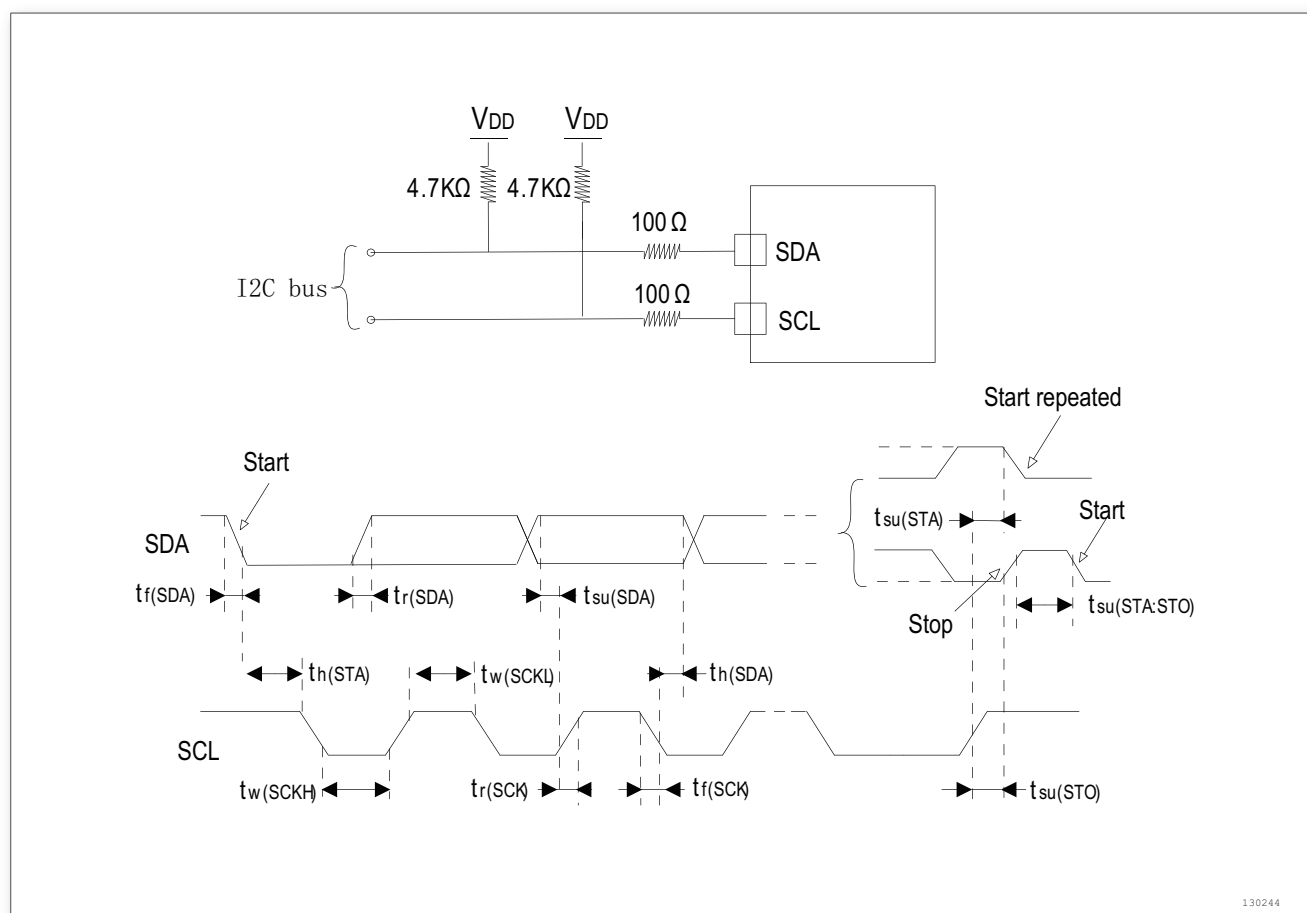 VDD VDD
4.7KΩ 4.7KΩ
100 Ω
SDA
I2C bus
100 Ω
SCL
Start repeated
Start
tsu(STA)
Start
SDA
tf(SDA)
tr(SDA)
tsu(SDA)
tsu(STA:STO)
Stop
th(STA)
tw(SCKL)
th(SDA)
SCL
tw(SCKH)
tr(SCK)
tf(SCK)
tsu(STO)
130244